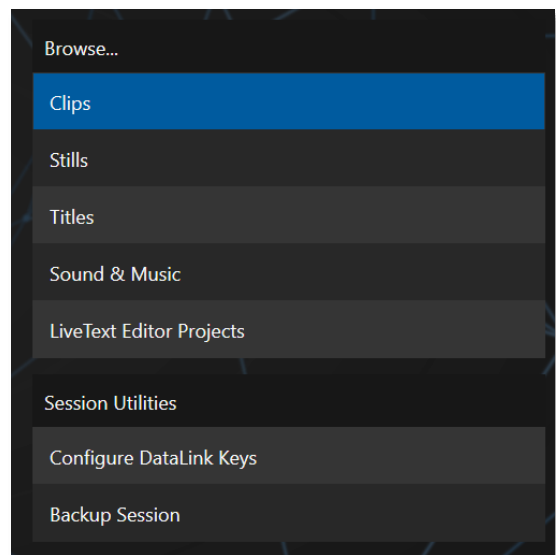 Browse...
Clips
Stills
Titles
Sound & Music
LiveText Editor Projects
Session Utilities
Configure DataLink Keys
Backup Session